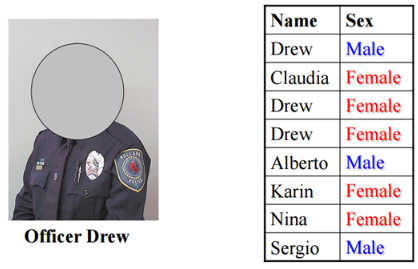 Officer Drew
Name Sex
Drew Male
Claudia Female
Drew Female
Drew Female
Alberto Male
Karin Female
Nina Female
Sergio Male